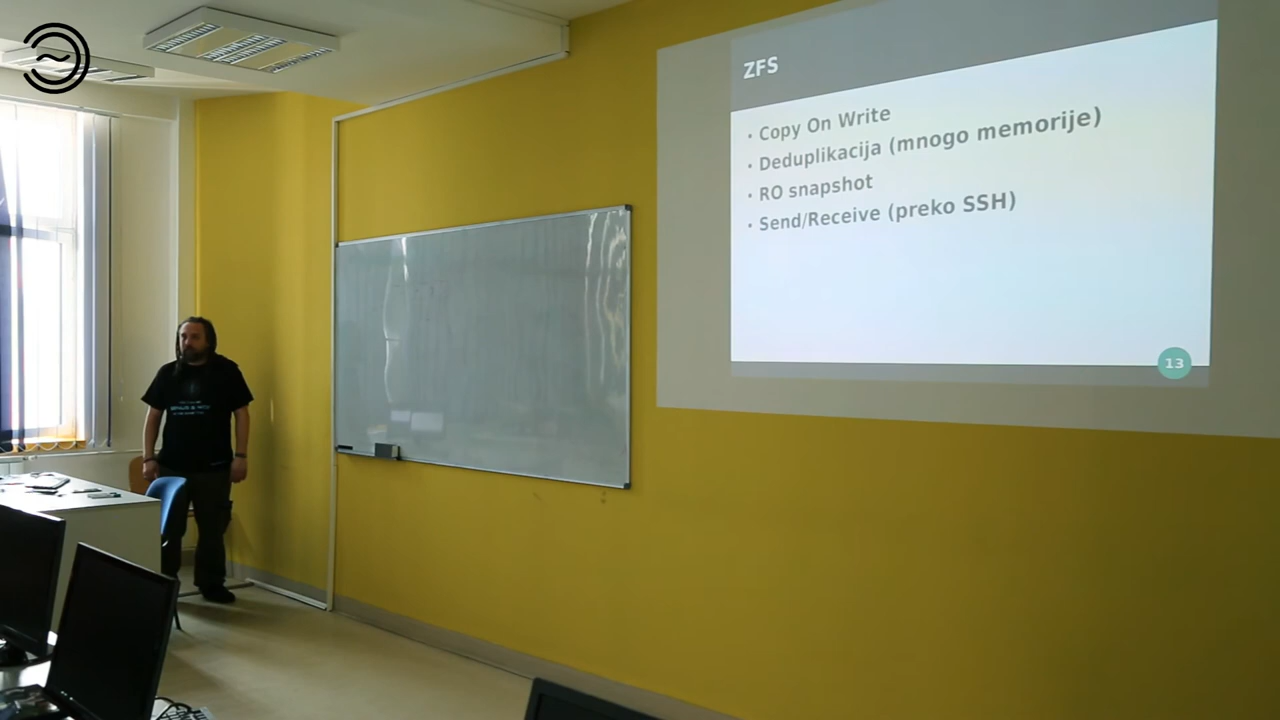 ZFS
• Copy On Write
• Deduplikacija (mnogo memorije)
• RO snapshot
• Send/Receive (preko SSH)
13